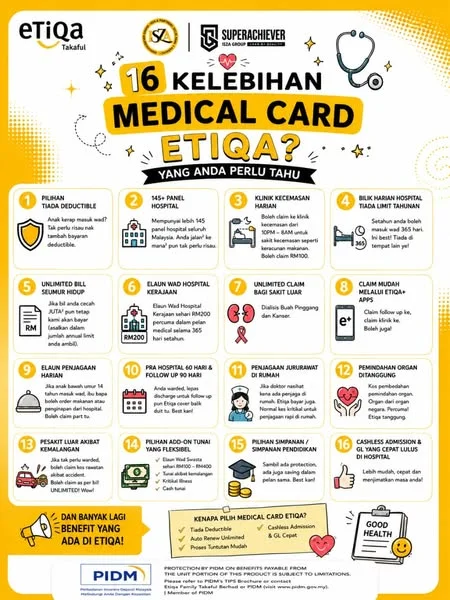 eTiQa
Takaful
SUPERACHIEVER
16 KELEBIHAN
MEDICAL CARD
ETIQA?
YANG ANDA PERLU TAHU
1
PILIHAN
TIADA DEDUCTIBLE
Anak kerap masuk wad?
Tak perlu risau nak
tambah bayaran
deductible.
2
145+ PANEL
HOSPITAL
Mempunyai lebih 145
panel hospital seluruh
Malaysia. Anda jalan² ke
mana² pun tak perlu risau.
3
KLINIK KECEMASAN
HARIAN
Boleh claim ke klinik
kecemasan dari
10PM – 8AM untuk
sakit kecemasan seperti
keracunan makanan.
Boleh claim RM100.
4
BILIK HARIAN HOSPITAL
TIADA LIMIT TAHUNAN
365
Setahun anda boleh
masuk wad 365 hari.
Ini best! Tiada di
tempat lain ye!
5
UNLIMITED BILL
SEUMUR HIDUP
RM
Jika bil anda cecah
JUTA² pun tetap
kami akan bayar
(asalkan dalam
jumlah annual limit
anda ambil).
6
ELAUN WAD HOSPITAL
KERAJAAN
RM200
Elaun Wad Hospital
Kerajaan sehari RM200
percuma dalam pelan
medical selama 365
hari setahun.
7
UNLIMITED CLAIM
BAGI SAKIT LUAR
Dialisis Buah Pinggang
dan Kanser.
8
CLAIM MUDAH
MELALUI ETIQA+
APPS
e+
Claim follow up ke,
claim klinik ke.
Boleh juga!
9
ELAUN PENJAGAAN
HARIAN
Jika anak bawah umur 14
tahun masuk wad, ibu bapa
boleh order makanan atau
penginapan dari hospital.
Boleh claim part tu.
10
PRA HOSPITAL 60 HARI &
FOLLOW UP 90 HARI
Anda warded, lepas
discharge untuk follow up
pun Etiqa cover balik
duit tu. Best kan!
11
PENJAGAAN JURURAWAT
DI RUMAH
Jika doktor nasihat
kena ada penjaga di
rumah. Etiqa bayar juga.
Normal kes kritikal untuk
penjagaan rapi di rumah.
12
PEMINDAHAN ORGAN
DITANGGUNG
Kos pembedahan
pemindahan organ.
Organ dari organ
negara. Percuma!
Etiqa tanggung.
13
PESAKIT LUAR AKIBAT
KEMALANGAN
Jika tak perlu warded,
boleh claim kos rawatan
akibat accident.
Boleh claim as per bill
UNLIMITED! Wow!
14
PILIHAN ADD-ON TUNAI
YANG FLEKSIBEL
Elaun Wad Swasta
sehari RM100 – RM400
Tunai akibat kemalangan
Kritikal Illness
Cash tunai
15
PILIHAN SIMPANAN /
SIMPANAN PENDIDIKAN
Sambil ada protection,
ada juga saving dalam
pelan sama. Best kan!
16
CASHLESS ADMISSION &
GL YANG CEPAT LULUS
DI HOSPITAL
Lebih mudah, cepat dan
menjimatkan masa anda!
DAN BANYAK LAGI
BENEFIT YANG
ADA DI ETIQA!
KENAPA PILIH MEDICAL CARD ETIQA?
Tiada Deductible
Auto Renew Unlimited
Proses Tuntutan Mudah
Cashless Admission
& GL Cepat
GOOD
HEALTH
PIDM
PROTECTION BY PIDM ON BENEFITS PAYABLE FROM
THE UNIT PORTION OF THIS PRODUCT IS SUBJECT TO LIMITATIONS.
Please refer to PIDM's TIPS Brochure or contact
Etiqa Family Takaful Berhad or PIDM (visit www.pidm.gov.my).
| Member of PIDM